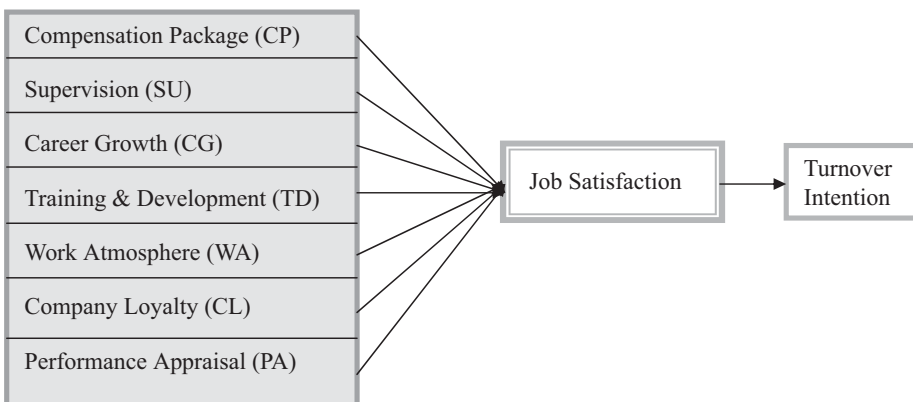 Compensation Package (CP)
Supervision (SU)
Career Growth (CG)
Training & Development (TD)
Work Atmosphere (WA)
Company Loyalty (CL)
Performance Appraisal (PA)
Job Satisfaction
Turnover
Intention